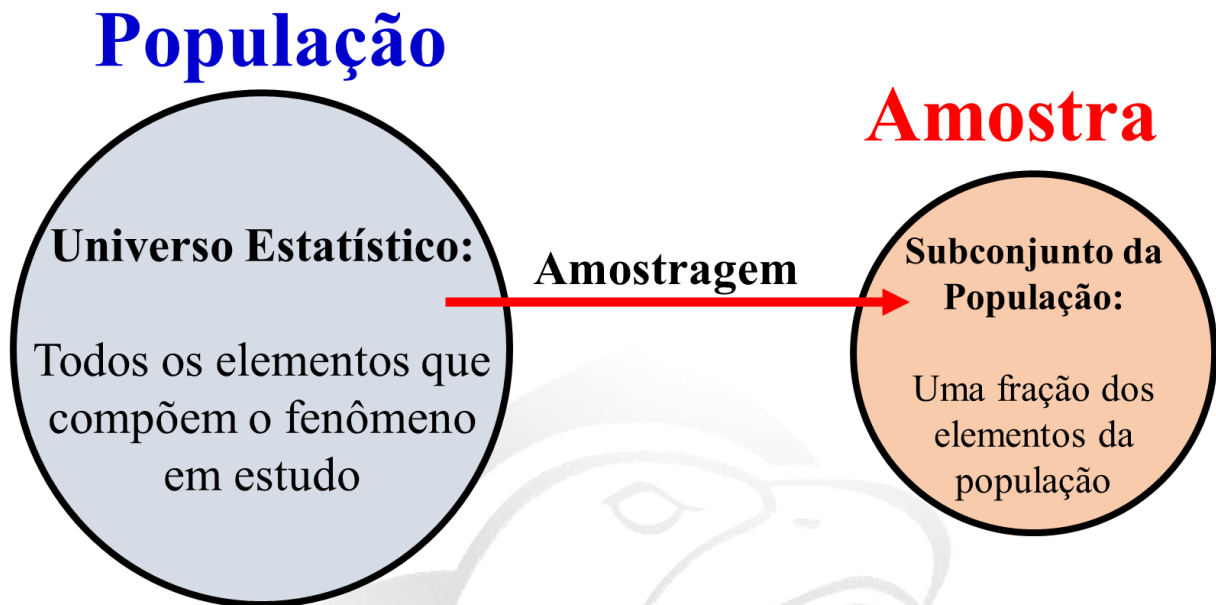 População
Universo Estatístico:
Todos os elementos que
compõem o fenômeno
em estudo
Amostragem
Amostra
Subconjunto da
População:
Uma fração dos
elementos da
população